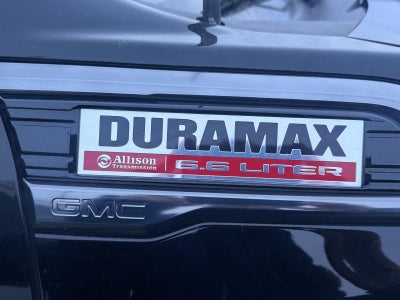 DURAMAX
Allison Transmission 6.6 LITER
GMC